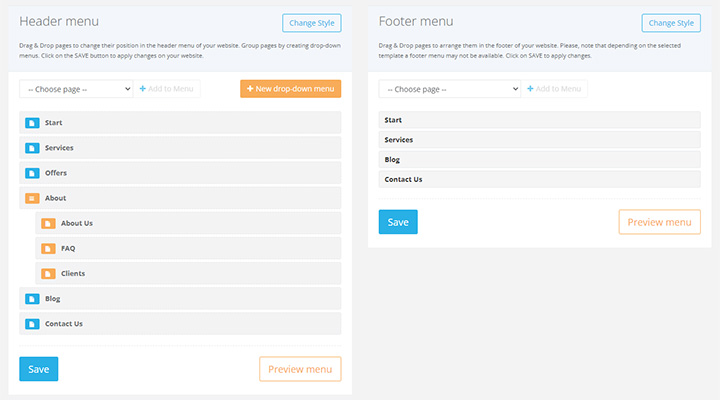 Header menu
Change Style
Drag & Drop pages to change their position in the header menu of your website. Group pages by creating drop-down
menus. Click on the SAVE button to apply changes on your website.
-- Choose page --
+ Add to Menu
+ New drop-down menu
Start
Services
Offers
About
About Us
FAQ
Clients
Blog
Contact Us
Save
Preview menu
Footer menu
Change Style
Drag & Drop pages to arrange them in the footer of your website. Please, note that depending on the selected
template a footer menu may not be available. Click on SAVE to apply changes.
-- Choose page --
+ Add to Menu
Start
Services
Blog
Contact Us
Save
Preview menu